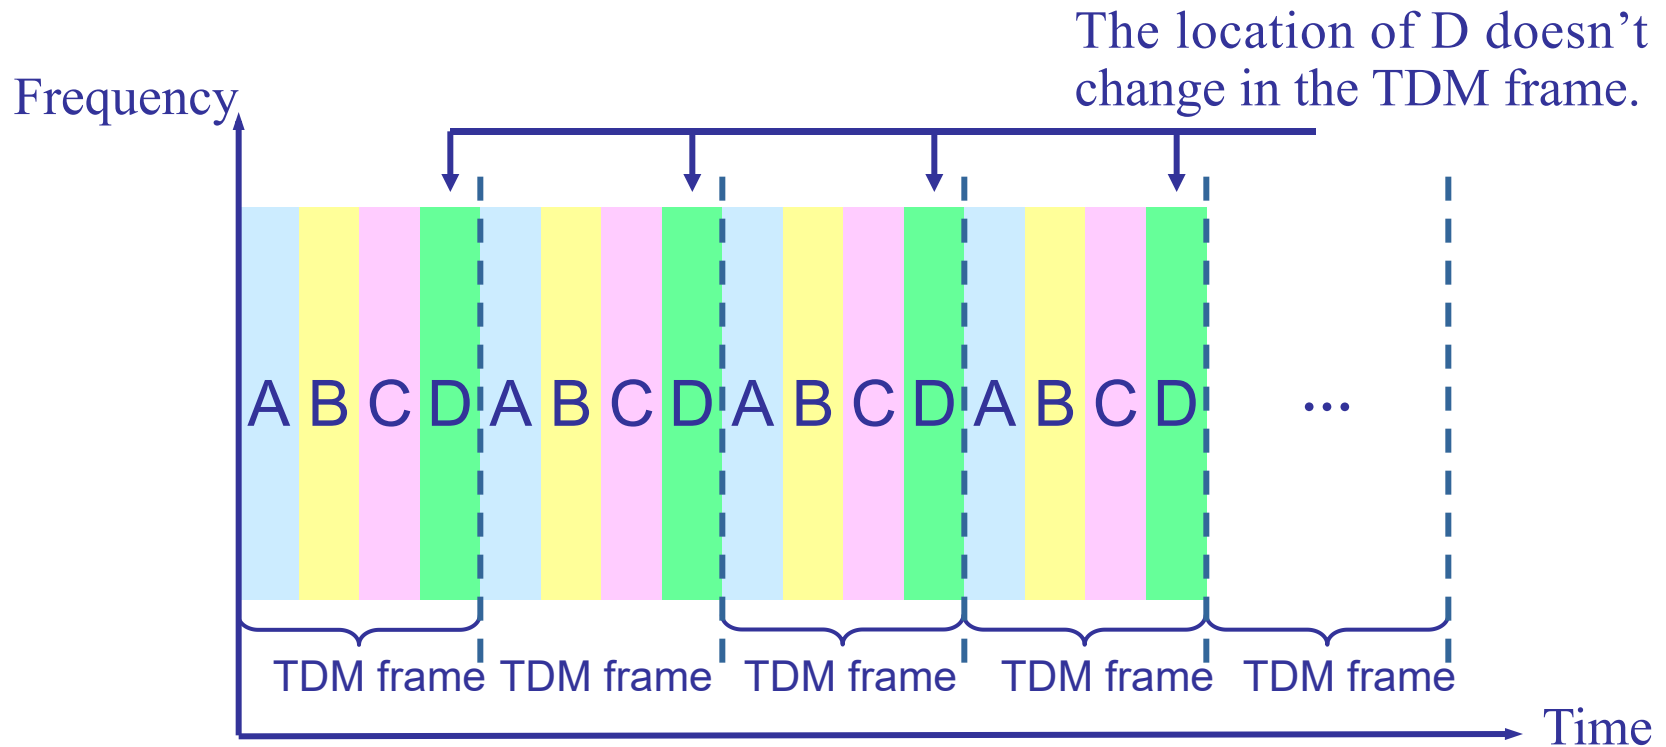 The location of D doesn’t
change in the TDM frame.
Frequency
A B C D A B C D A B C D A B C D ...
TDM frame TDM frame TDM frame TDM frame TDM frame
Time